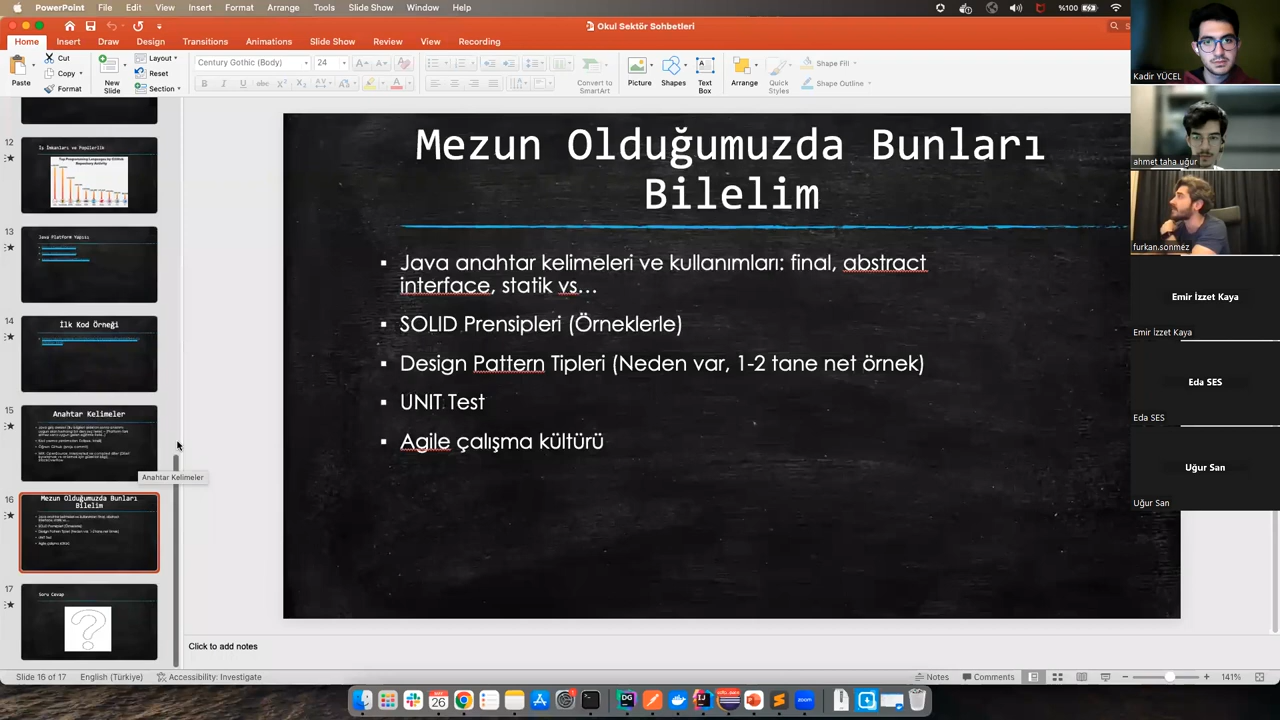 PowerPoint File Edit View Insert Format Arrange Tools Slide Show Window Help %100
Okul Sektör Sohbetleri
Home Insert Draw Design Transitions Animations Slide Show Review View Recording
Paste
Cut
Copy
Format
New Slide
Layout
Reset
Section
Century Gothic (Body) 24
Convert to SmartArt
Picture
Shapes
Text Box
Arrange
Quick Styles
Shape Fill
Shape Outline
12
İş İmkanları ve Popülerlik
13
Java Platform Yapısı
14
İlk Kod Örneği
15
Anahtar Kelimeler
Anahtar Kelimeler
16
Mezun Olduğumuzda Bunları
Bilelim
17
Soru Cevap
Mezun Olduğumuzda Bunları
Bilelim
▪ Java anahtar kelimeleri ve kullanımları: final, abstract
interface, statik vs…
▪ SOLID Prensipleri (Örneklerle)
▪ Design Pattern Tipleri (Neden var, 1-2 tane net örnek)
▪ UNIT Test
▪ Agile çalışma kültürü
Click to add notes
Slide 16 of 17 English (Türkiye) Accessibility: Investigate Notes Comments 141%
Kadir YÜCEL
ahmet taha uğur
furkan.sonmez
Emir İzzet Kaya
Emir İzzet Kaya
Eda SES
Eda SES
Uğur San
Uğur San